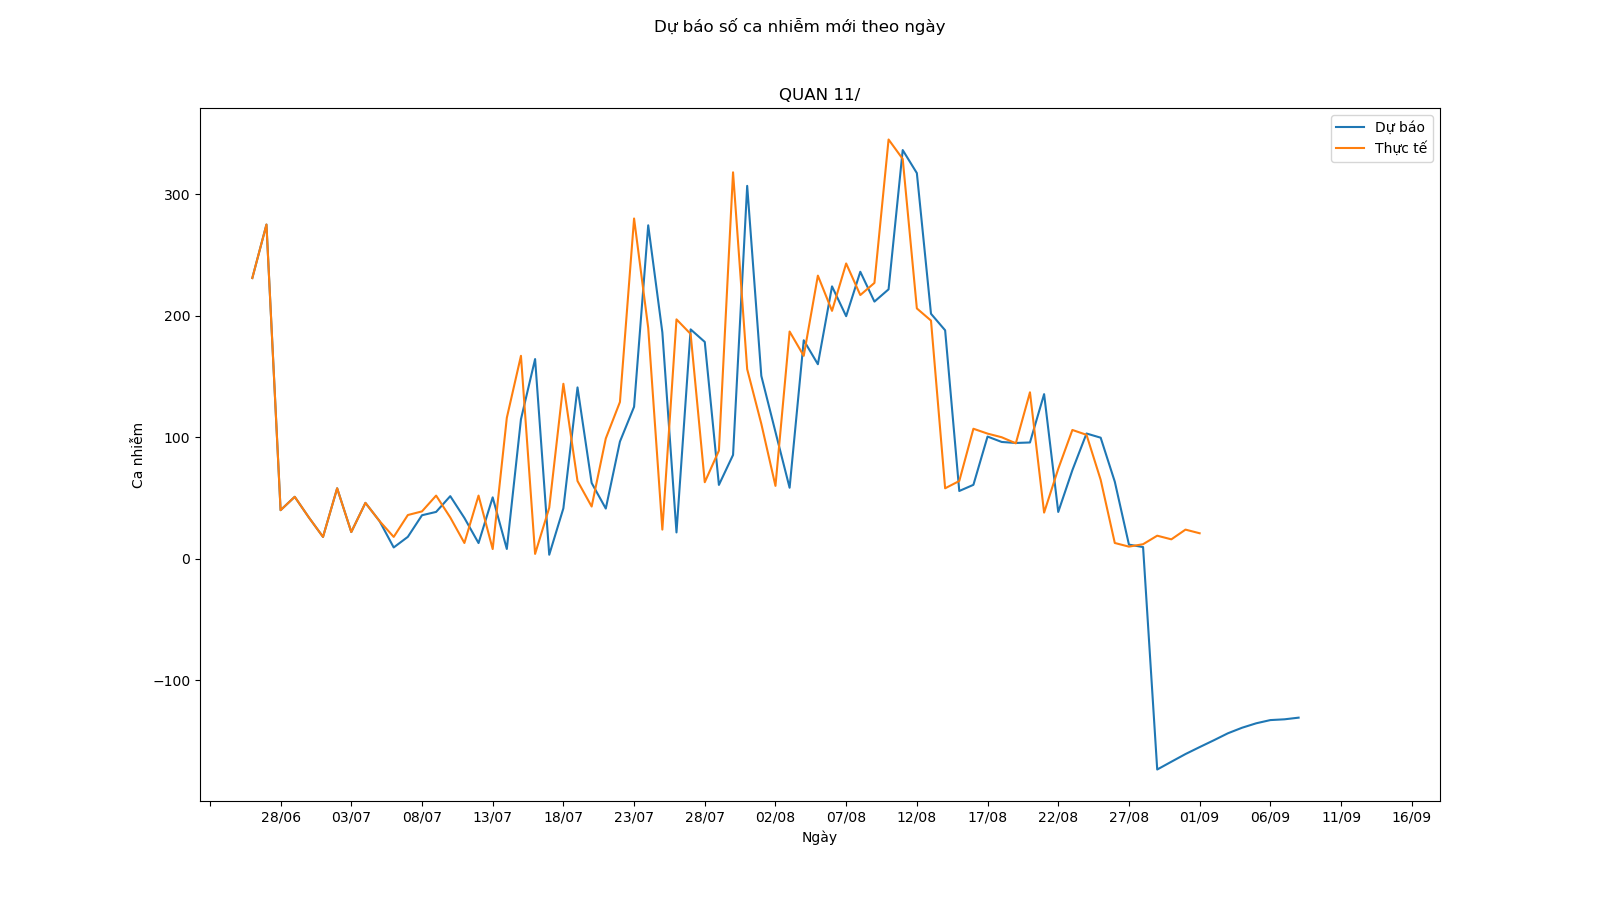 Dự báo số ca nhiễm mới theo ngày
QUAN 11/
Dự báo
Thực tế
300
200
100
0
−100
Ca nhiễm
28/06 03/07 08/07 13/07 18/07 23/07 28/07 02/08 07/08 12/08 17/08 22/08 27/08 01/09 06/09 11/09 16/09
Ngày